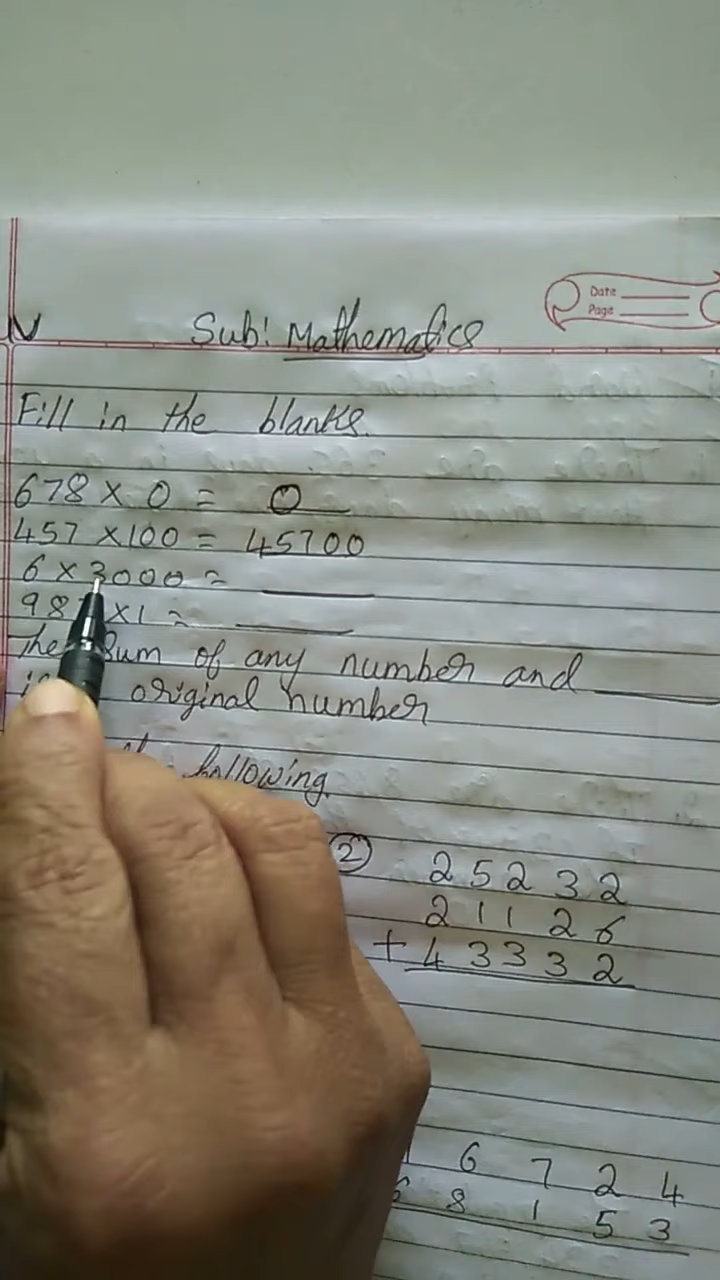 Date
Page
N
Sub: Mathematics
Fill in the blanks.
678 × 0 = 0
457 × 100 = 45700
6 × 3000 =
98 × 1 =
The Sum of any number and
original number
following.
② 25232
21126
+ 43332
6 7 2 4
8 1 5 3